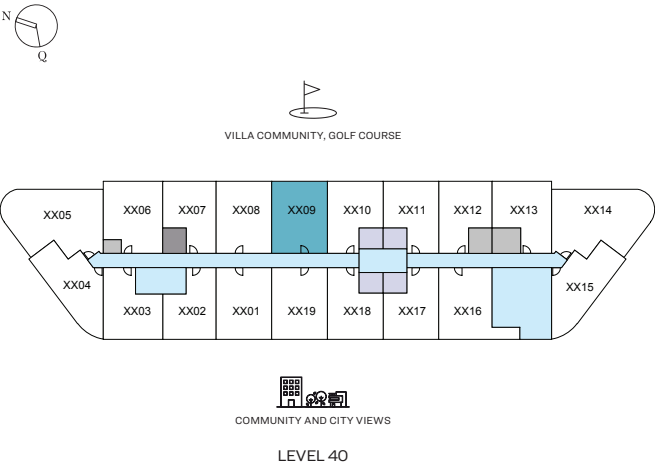 N
Q
VILLA COMMUNITY, GOLF COURSE
XX05 XX06 XX07 XX08 XX09 XX10 XX11 XX12 XX13 XX14
XX04 XX15
XX03 XX02 XX01 XX19 XX18 XX17 XX16
COMMUNITY AND CITY VIEWS
LEVEL 40